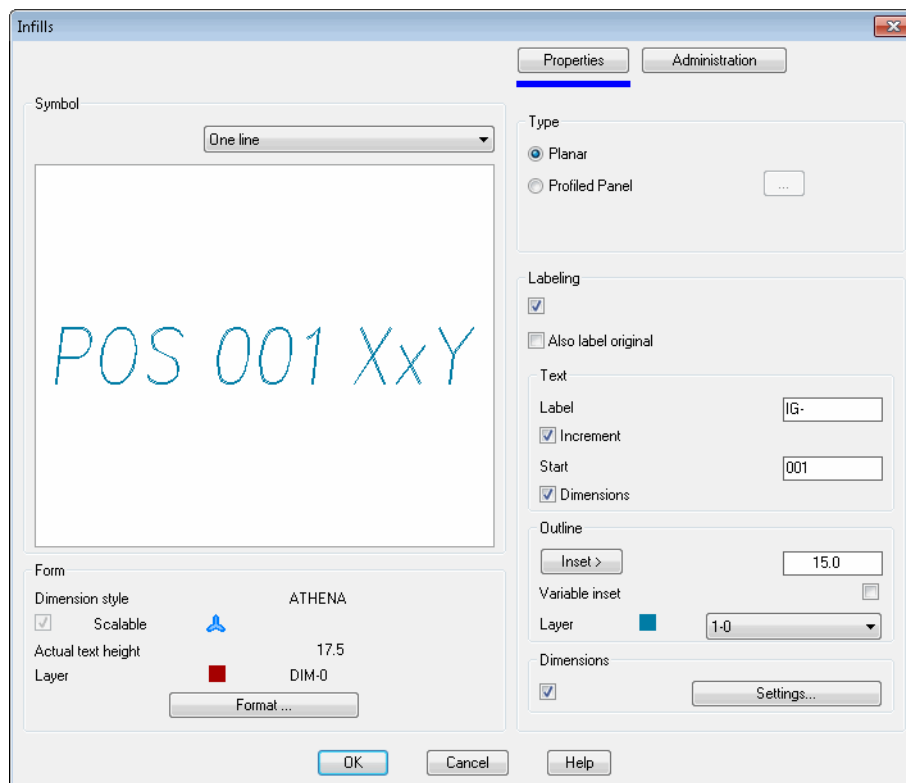 Infills
Properties
Administration
Symbol
One line
POS 001 XxY
Form
Dimension style ATHENA
Scalable
Actual text height 17.5
Layer DIM-0
Format ...
Type
Planar
Profiled Panel ...
Labeling
Also label original
Text
Label IG-
Increment
Start 001
Dimensions
Outline
Inset > 15.0
Variable inset
Layer 1-0
Dimensions
Settings...
OK Cancel Help